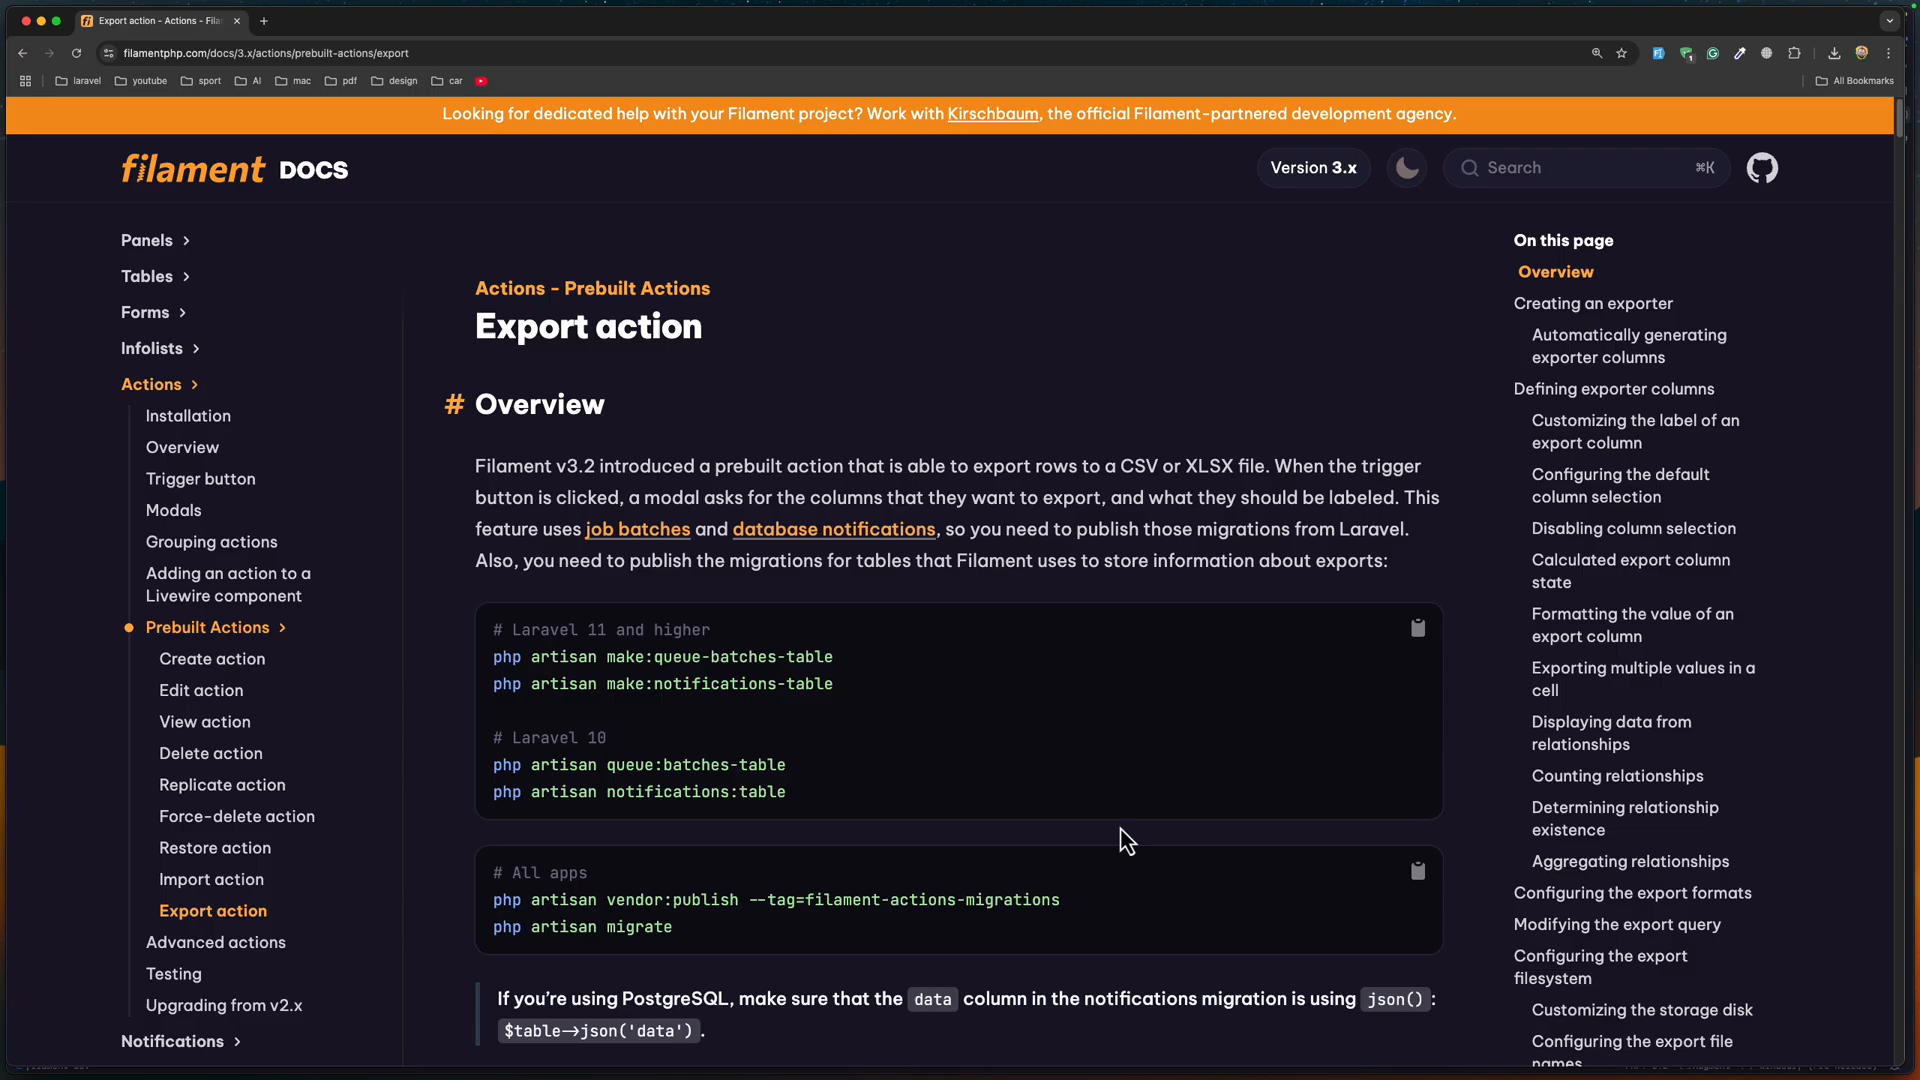 Export action - Actions - Fila
filamentphp.com/docs/3.x/actions/prebuilt-actions/export
laravel
youtube
sport
AI
mac
pdf
design
car
All Bookmarks
Looking for dedicated help with your Filament project? Work with Kirschbaum, the official Filament-partnered development agency.
filament DOCS
Version 3.x
Search
⌘K
Panels
Tables
Forms
Infolists
Actions
Installation
Overview
Trigger button
Modals
Grouping actions
Adding an action to a
Livewire component
Prebuilt Actions
Create action
Edit action
View action
Delete action
Replicate action
Force-delete action
Restore action
Import action
Export action
Advanced actions
Testing
Upgrading from v2.x
Notifications
Actions - Prebuilt Actions
Export action
# Overview
Filament v3.2 introduced a prebuilt action that is able to export rows to a CSV or XLSX file. When the trigger
button is clicked, a modal asks for the columns that they want to export, and what they should be labeled. This
feature uses job batches and database notifications, so you need to publish those migrations from Laravel.
Also, you need to publish the migrations for tables that Filament uses to store information about exports:
# Laravel 11 and higher
php artisan make:queue-batches-table
php artisan make:notifications-table
# Laravel 10
php artisan queue:batches-table
php artisan notifications:table
# All apps
php artisan vendor:publish --tag=filament-actions-migrations
php artisan migrate
If you're using PostgreSQL, make sure that the data column in the notifications migration is using json():
$table->json('data').
On this page
Overview
Creating an exporter
Automatically generating
exporter columns
Defining exporter columns
Customizing the label of an
export column
Configuring the default
column selection
Disabling column selection
Calculated export column
state
Formatting the value of an
export column
Exporting multiple values in a
cell
Displaying data from
relationships
Counting relationships
Determining relationship
existence
Aggregating relationships
Configuring the export formats
Modifying the export query
Configuring the export
filesystem
Customizing the storage disk
Configuring the export file
names